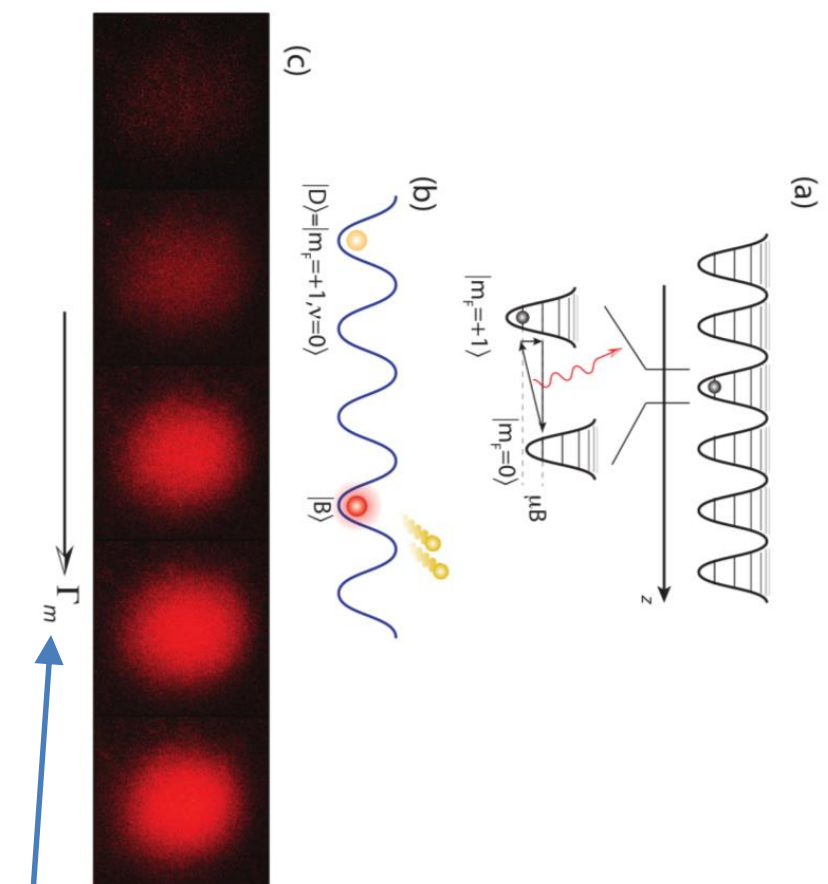 (a)
z
|m_F=+1⟩
|m_F=0⟩
μB
(b)
|D⟩=|m_F=+1,ν=0⟩
|B⟩
(c)
Γ_m